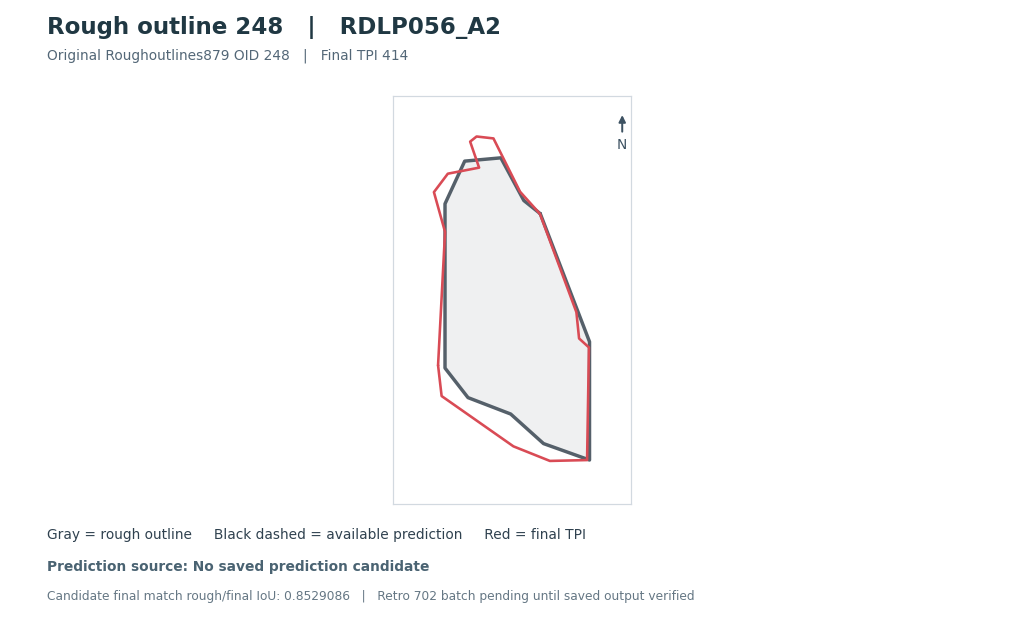 Rough outline 248   |   RDLP056_A2
Original Roughoutlines879 OID 248   |   Final TPI 414
N
Gray = rough outline     Black dashed = available prediction     Red = final TPI
Prediction source: No saved prediction candidate
Candidate final match rough/final IoU: 0.8529086   |   Retro 702 batch pending until saved output verified